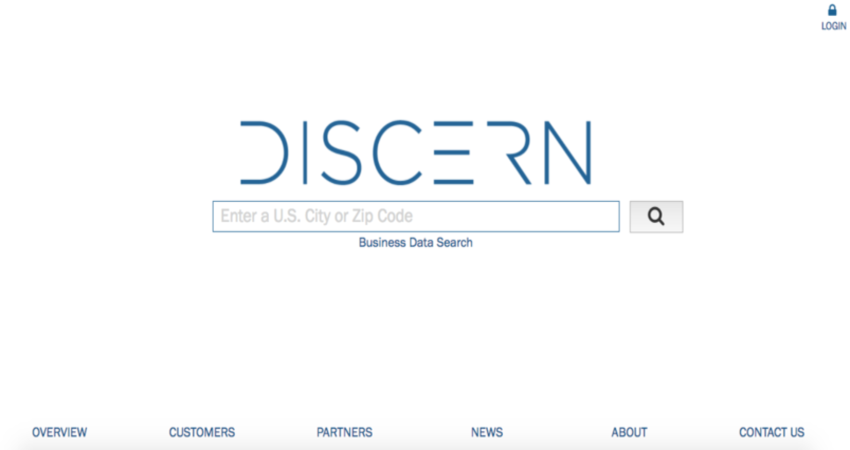 LOGIN
DISCERN
Enter a U.S. City or Zip Code
Business Data Search
OVERVIEW CUSTOMERS PARTNERS NEWS ABOUT CONTACT US